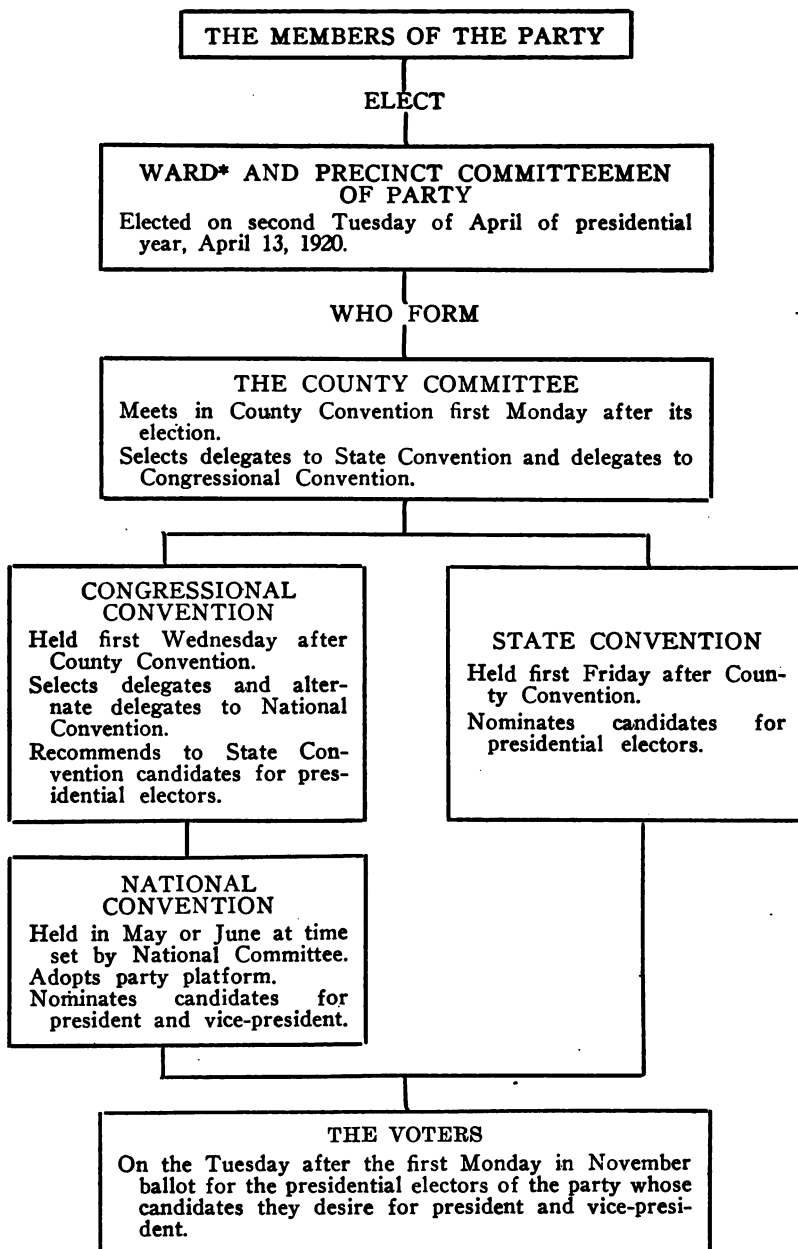 THE MEMBERS OF THE PARTY
ELECT
WARD* AND PRECINCT COMMITTEEMEN
OF PARTY
Elected on second Tuesday of April of presidential
year, April 13, 1920.
WHO FORM
THE COUNTY COMMITTEE
Meets in County Convention first Monday after its
election.
Selects delegates to State Convention and delegates to
Congressional Convention.
CONGRESSIONAL
CONVENTION
Held first Wednesday after
County Convention.
Selects delegates and alter-
nate delegates to National
Convention.
Recommends to State Con-
vention candidates for pres-
idential electors.
STATE CONVENTION
Held first Friday after Coun-
ty Convention.
Nominates candidates for
presidential electors.
NATIONAL
CONVENTION
Held in May or June at time
set by National Committee.
Adopts party platform.
Nominates candidates for
president and vice-president.
THE VOTERS
On the Tuesday after the first Monday in November
ballot for the presidential electors of the party whose
candidates they desire for president and vice-presi-
dent.